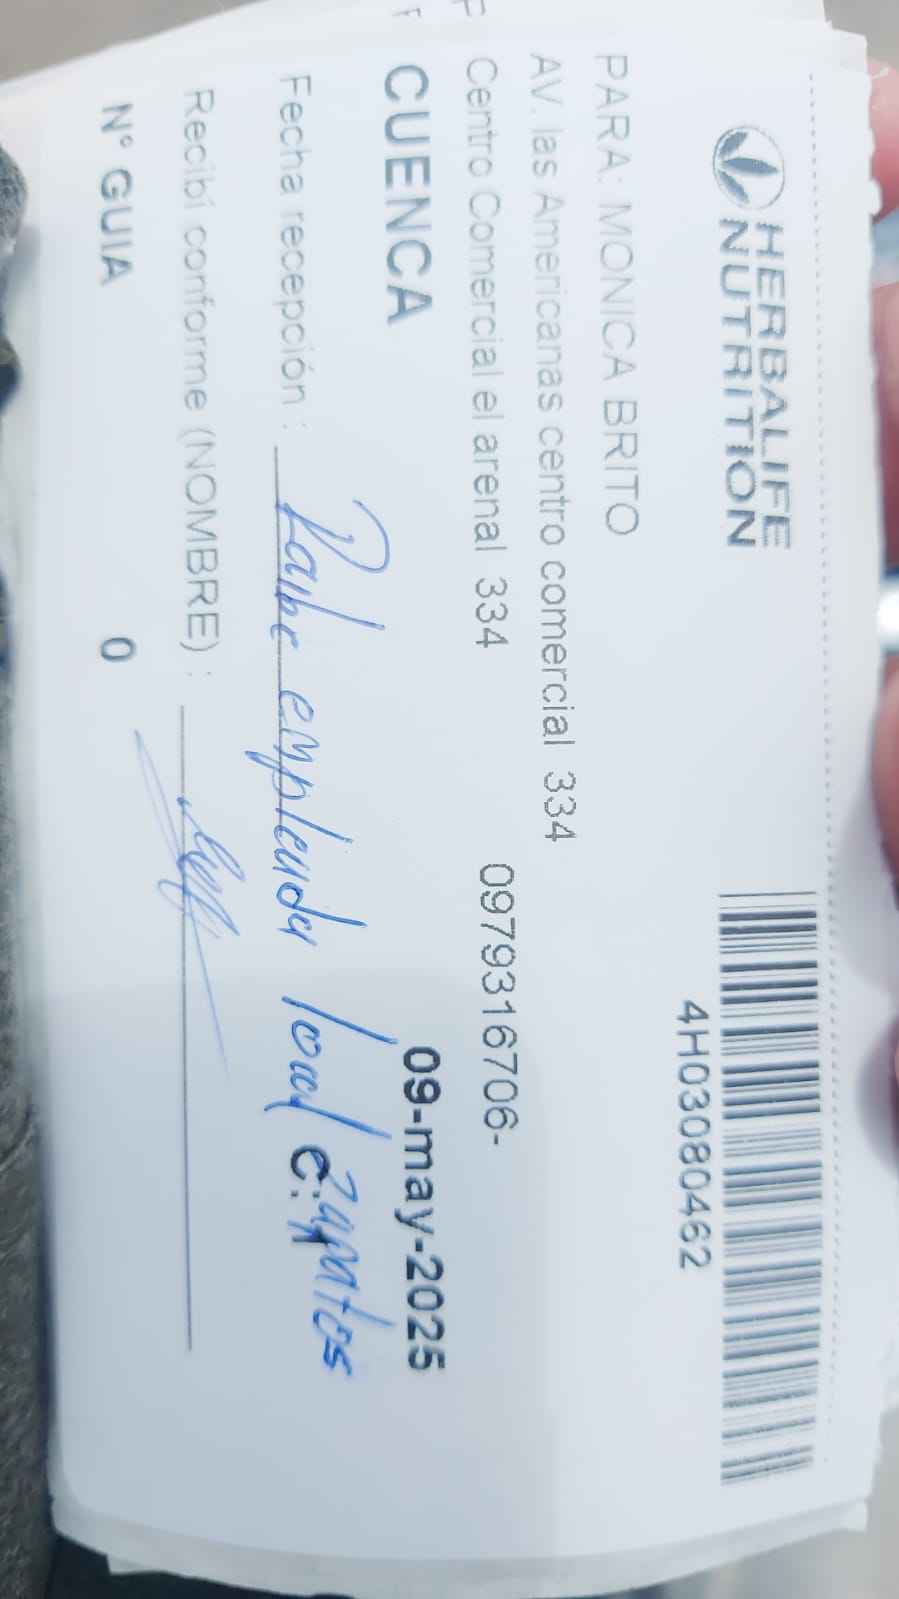 HERBALIFE
NUTRITION
4H03080462
PARA: MONICA BRITO
AV. las Americanas centro comercial 334
Centro Comercial el arenal 334 0979316706-
CUENCA 09-may-2025
C.I
Fecha recepción : empleada local zapatos
Recibí conforme (NOMBRE) :
N° GUIA 0